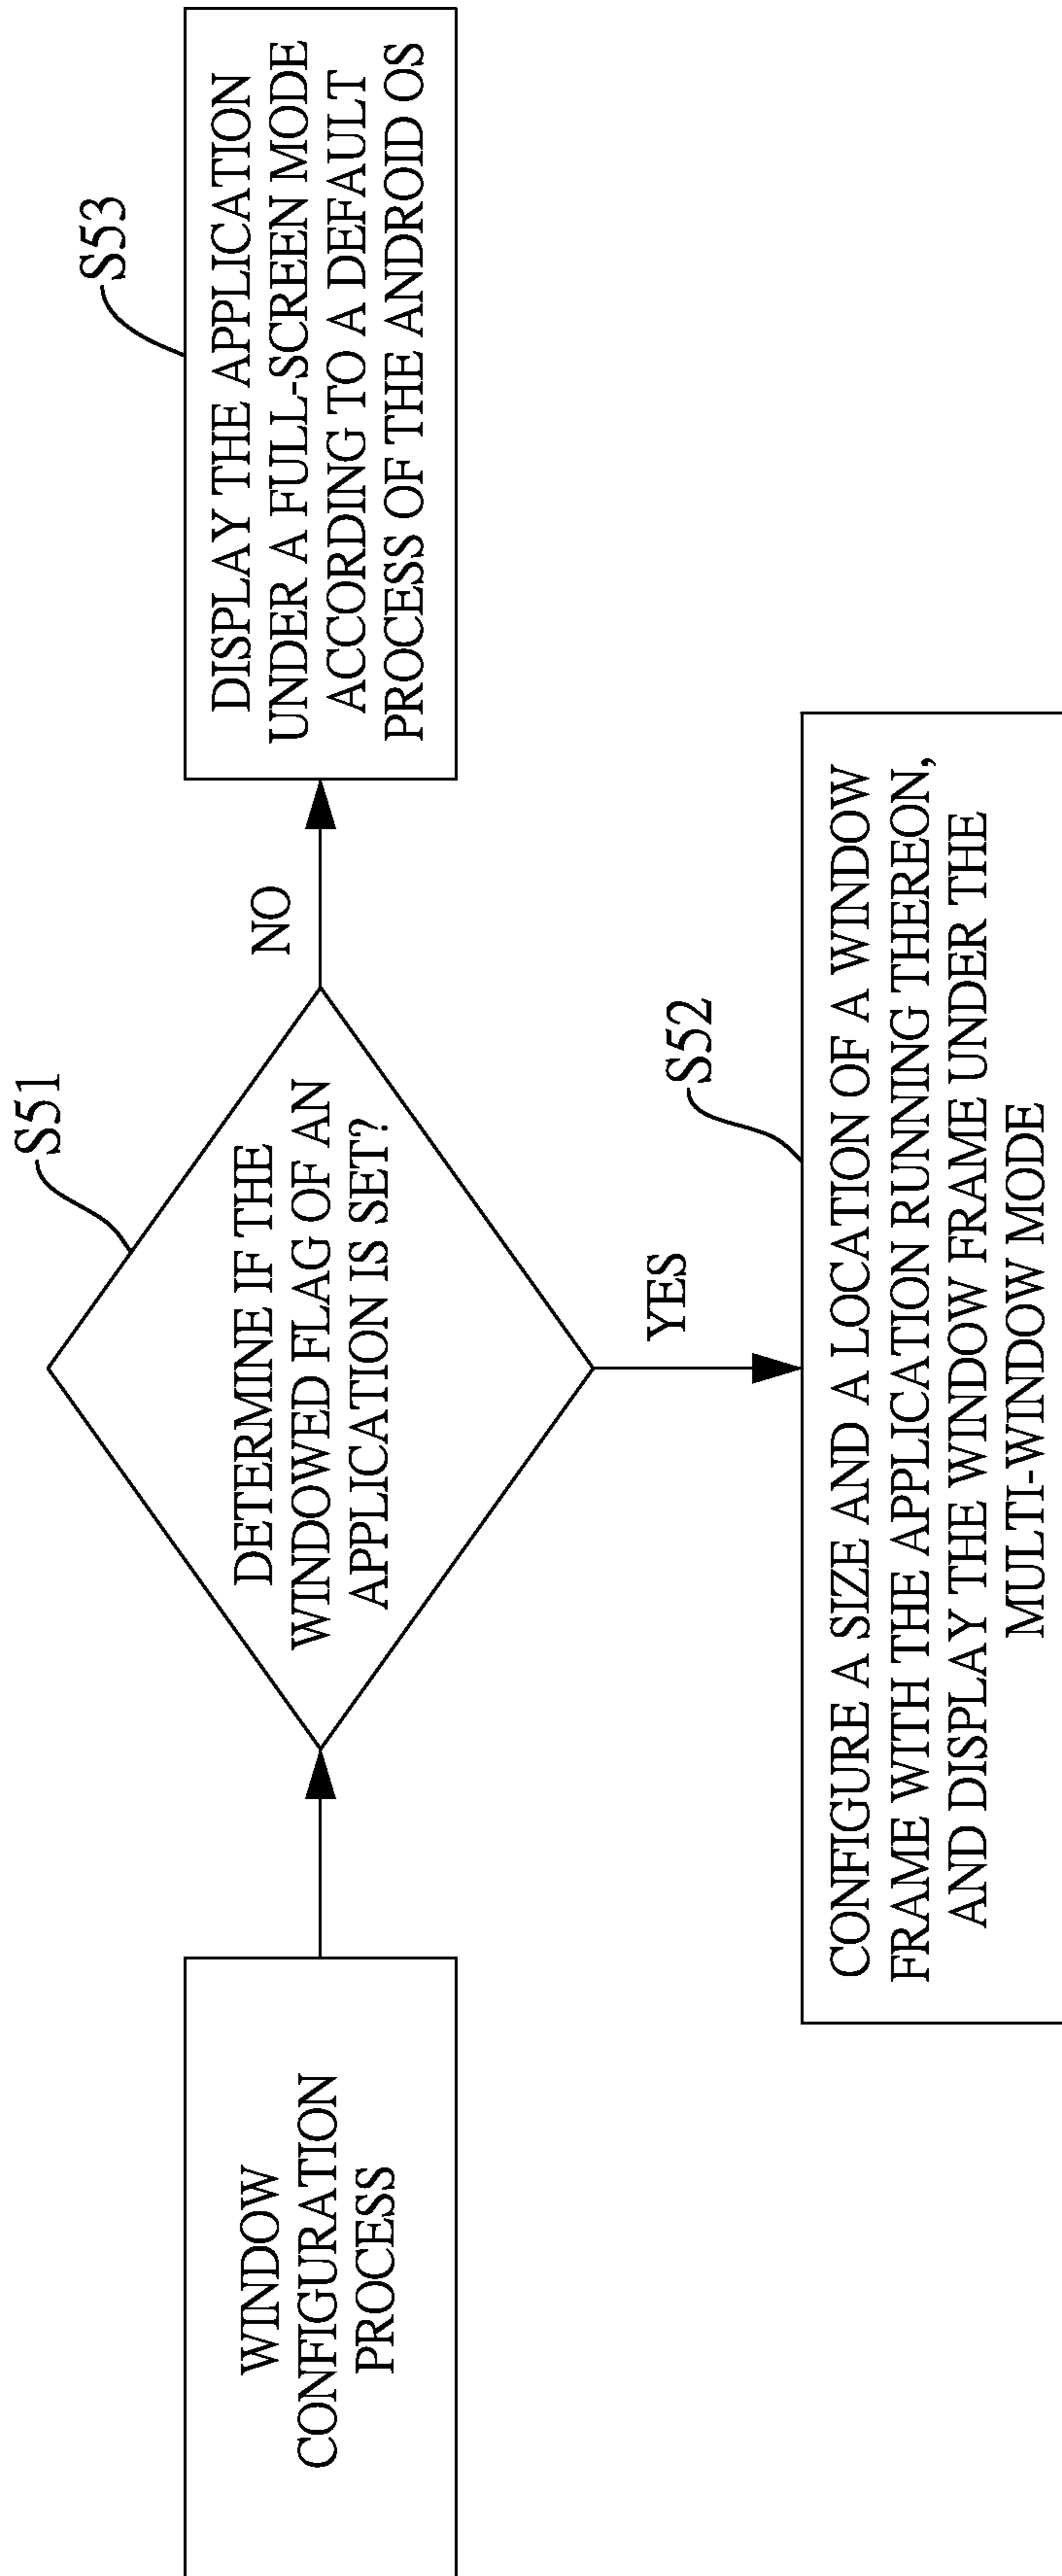 WINDOW
CONFIGURATION
PROCESS
S51
DETERMINE IF THE
WINDOWED FLAG OF AN
APPLICATION IS SET?
NO
S53
DISPLAY THE APPLICATION
UNDER A FULL-SCREEN MODE
ACCORDING TO A DEFAULT
PROCESS OF THE ANDROID OS
YES
S52
CONFIGURE A SIZE AND A LOCATION OF A WINDOW
FRAME WITH THE APPLICATION RUNNING THEREON,
AND DISPLAY THE WINDOW FRAME UNDER THE
MULTI-WINDOW MODE